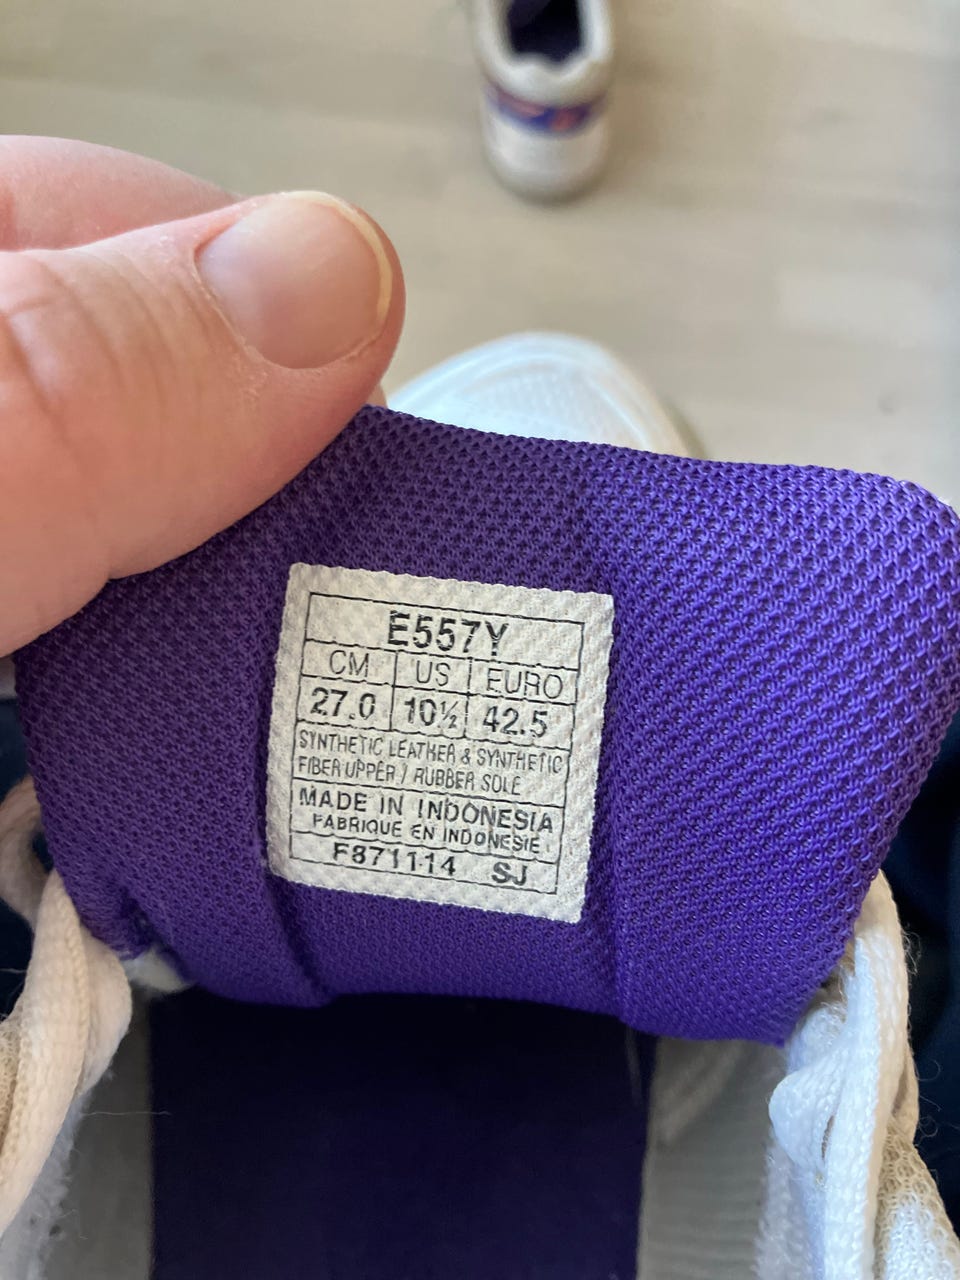 E557Y
CM US EURO
27.0 10½ 42.5
SYNTHETIC LEATHER & SYNTHETIC
FIBER UPPER / RUBBER SOLE
MADE IN INDONESIA
FABRIQUE EN INDONESIE
F871114 SJ